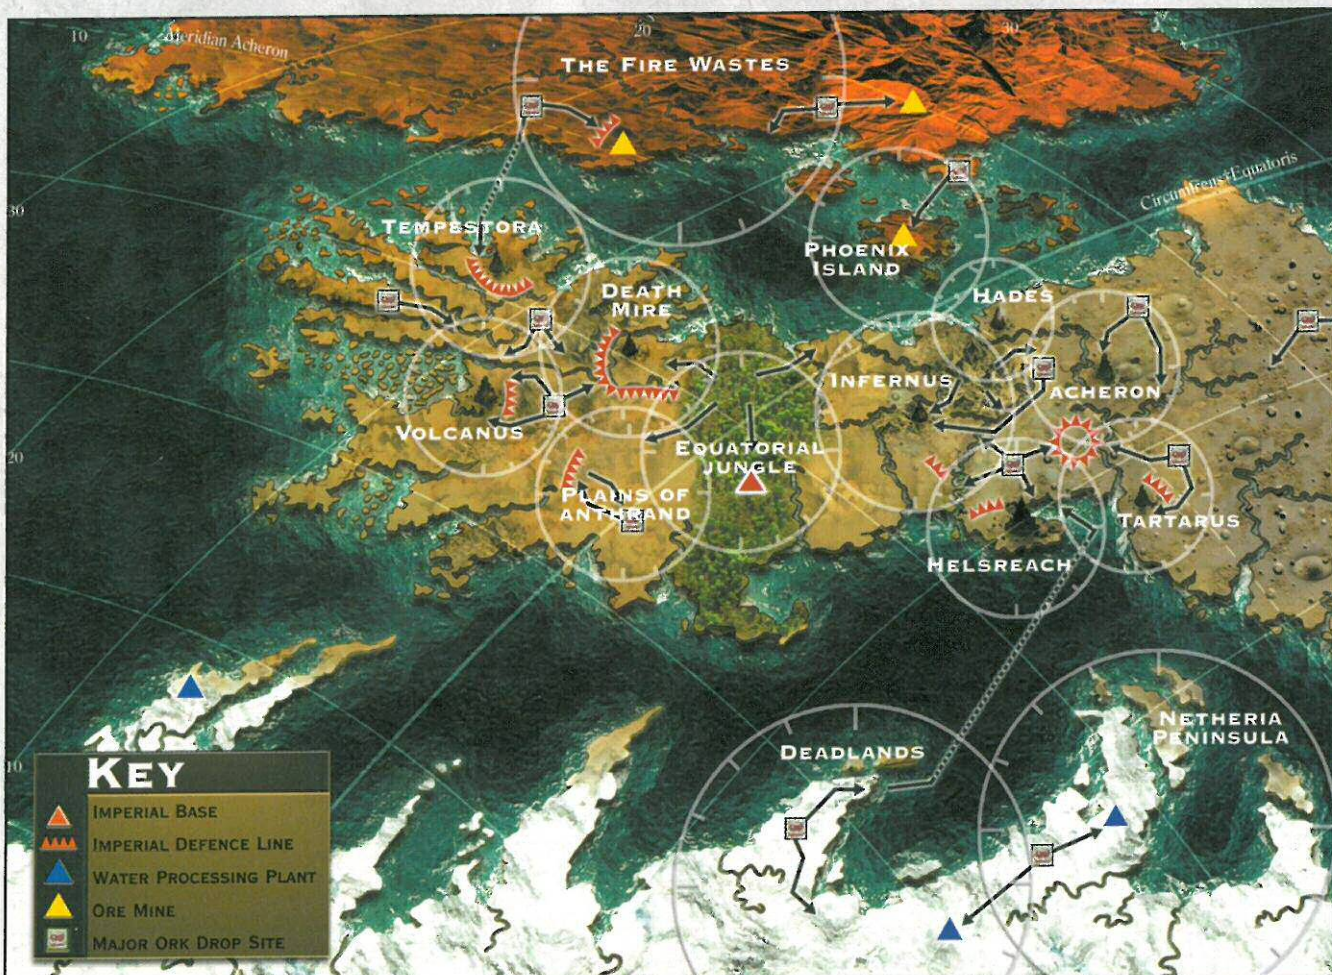 10
Meridian Acheron
20
30
THE FIRE WASTES
Circumferens Equatoris
30
TEMPESTORA
PHOENIX
ISLAND
DEATH
MIRE
HADES
INFERNUS
ACHERON
VOLCANUS
EQUATORIAL
JUNGLE
20
PLAINS OF
ANTHRAND
TARTARUS
HELSREACH
NETHERIA
PENINSULA
DEADLANDS
10
KEY
IMPERIAL BASE
IMPERIAL DEFENCE LINE
WATER PROCESSING PLANT
ORE MINE
MAJOR ORK DROP SITE